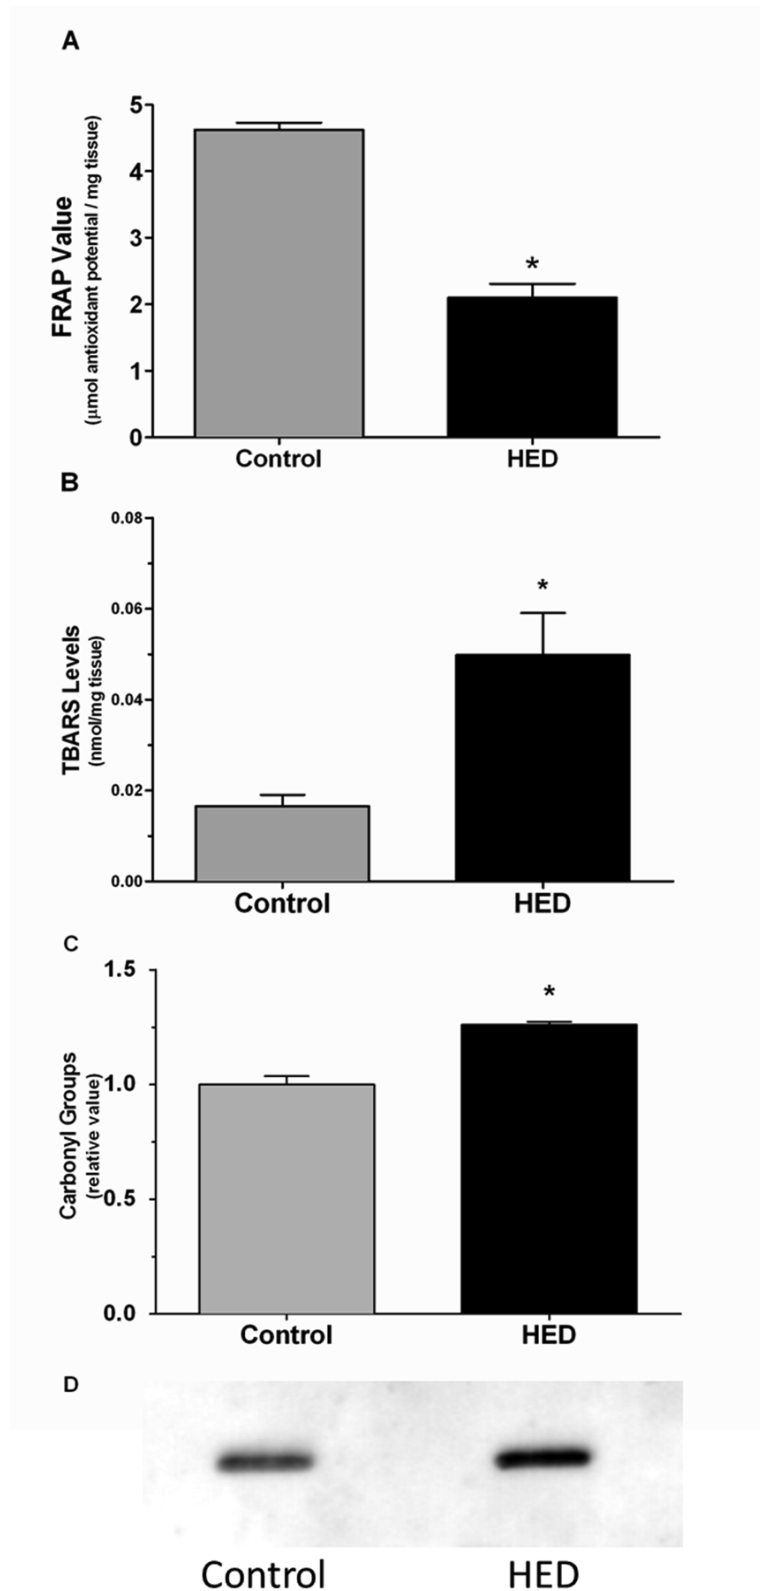 A
FRAP Value
(µmol antioxidant potential / mg tissue)
5
4
3
2
1
0
*
Control HED
B
TBARS Levels
(nmol/mg tissue)
0.08
0.06
0.04
0.02
0.00
*
Control HED
C
Carbonyl Groups
(relative value)
1.5
1.0
0.5
0.0
*
Control HED
D
Control HED